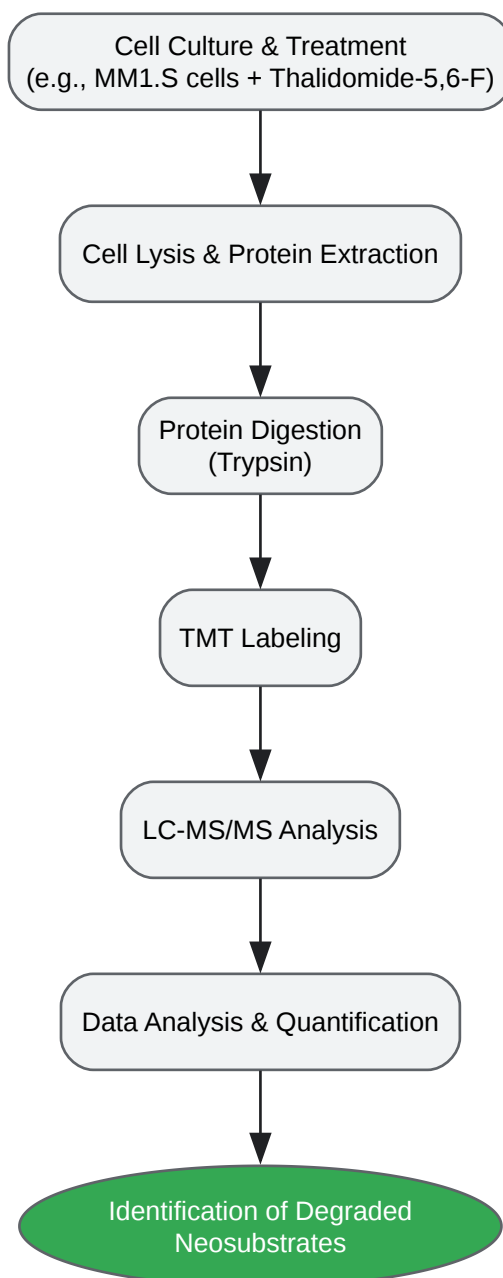 Cell Culture & Treatment
(e.g., MM1.S cells + Thalidomide-5,6-F)
Cell Lysis & Protein Extraction
Protein Digestion
(Trypsin)
TMT Labeling
LC-MS/MS Analysis
Data Analysis & Quantification
Identification of Degraded
Neosubstrates